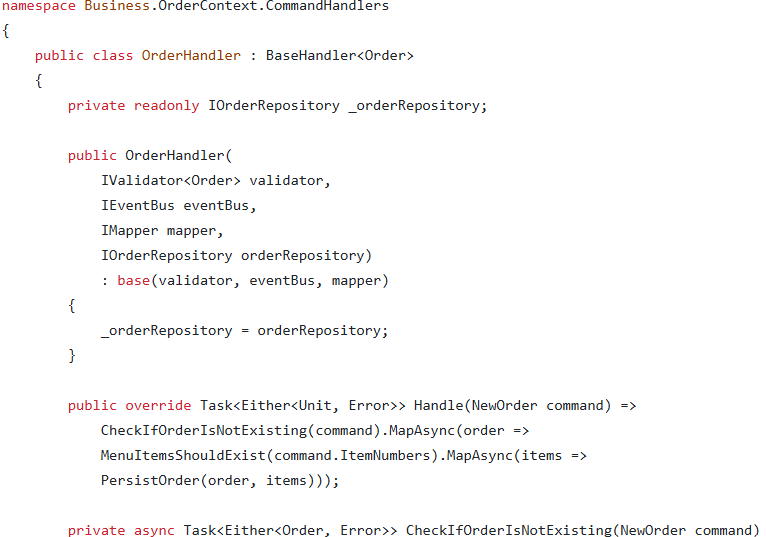 namespace Business.OrderContext.CommandHandlers
{
    public class OrderHandler : BaseHandler<Order>
    {
        private readonly IOrderRepository _orderRepository;

        public OrderHandler(
            IValidator<Order> validator,
            IEventBus eventBus,
            IMapper mapper,
            IOrderRepository orderRepository)
            : base(validator, eventBus, mapper)
        {
            _orderRepository = orderRepository;
        }

        public override Task<Either<Unit, Error>> Handle(NewOrder command) =>
            CheckIfOrderIsNotExisting(command).MapAsync(order =>
            MenuItemsShouldExist(command.ItemNumbers).MapAsync(items =>
            PersistOrder(order, items)));

        private async Task<Either<Order, Error>> CheckIfOrderIsNotExisting(NewOrder command)